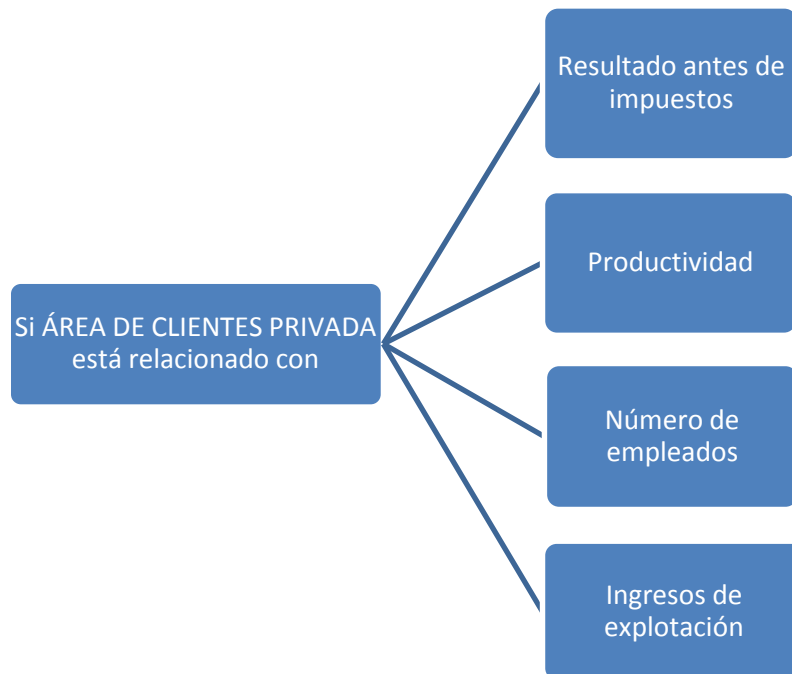 Resultado antes de
impuestos
Productividad
Si ÁREA DE CLIENTES PRIVADA
está relacionado con
Número de
empleados
Ingresos de
explotación